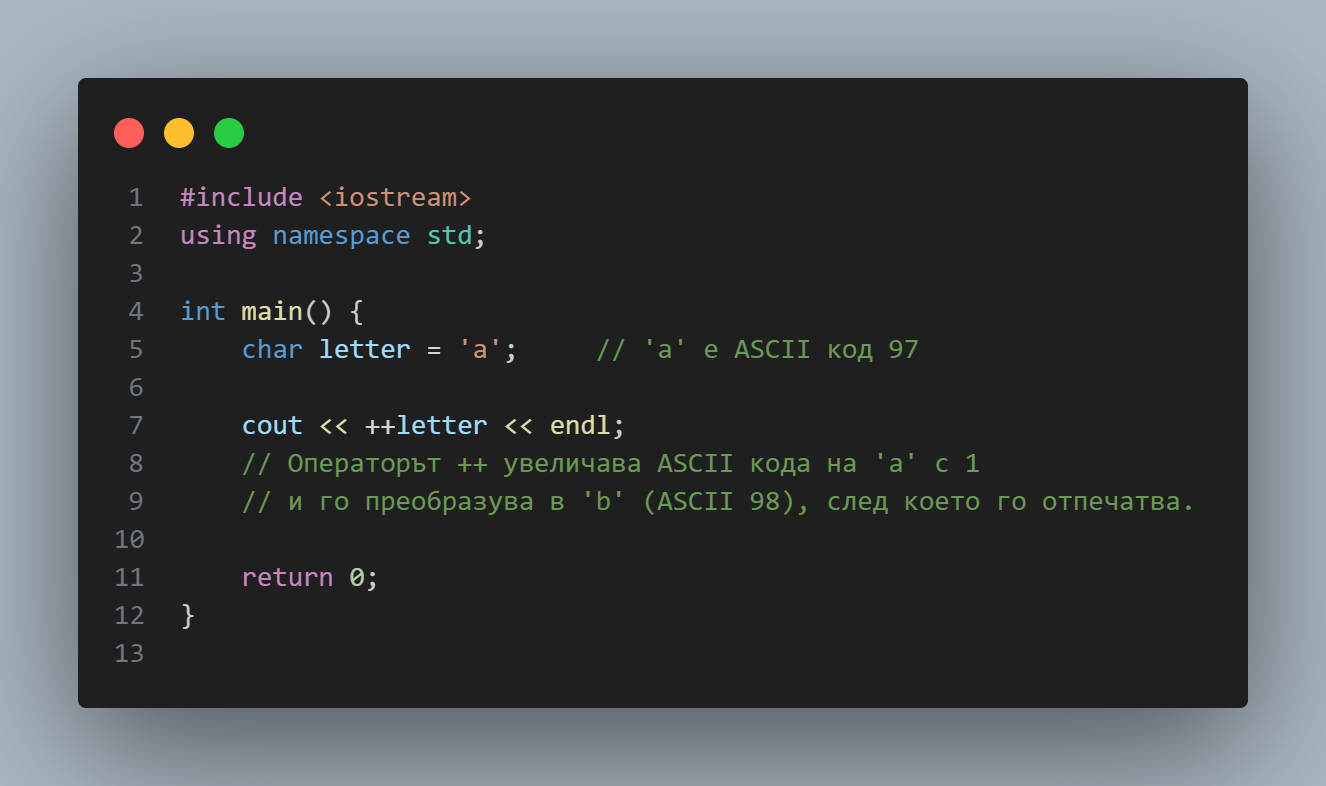 1 #include <iostream>
2 using namespace std;
3
4 int main() {
5     char letter = 'a';     // 'a' е ASCII код 97
6
7     cout << ++letter << endl;
8     // Операторът ++ увеличава ASCII кода на 'a' с 1
9     // и го преобразува в 'b' (ASCII 98), след което го отпечатва.
10
11     return 0;
12 }
13